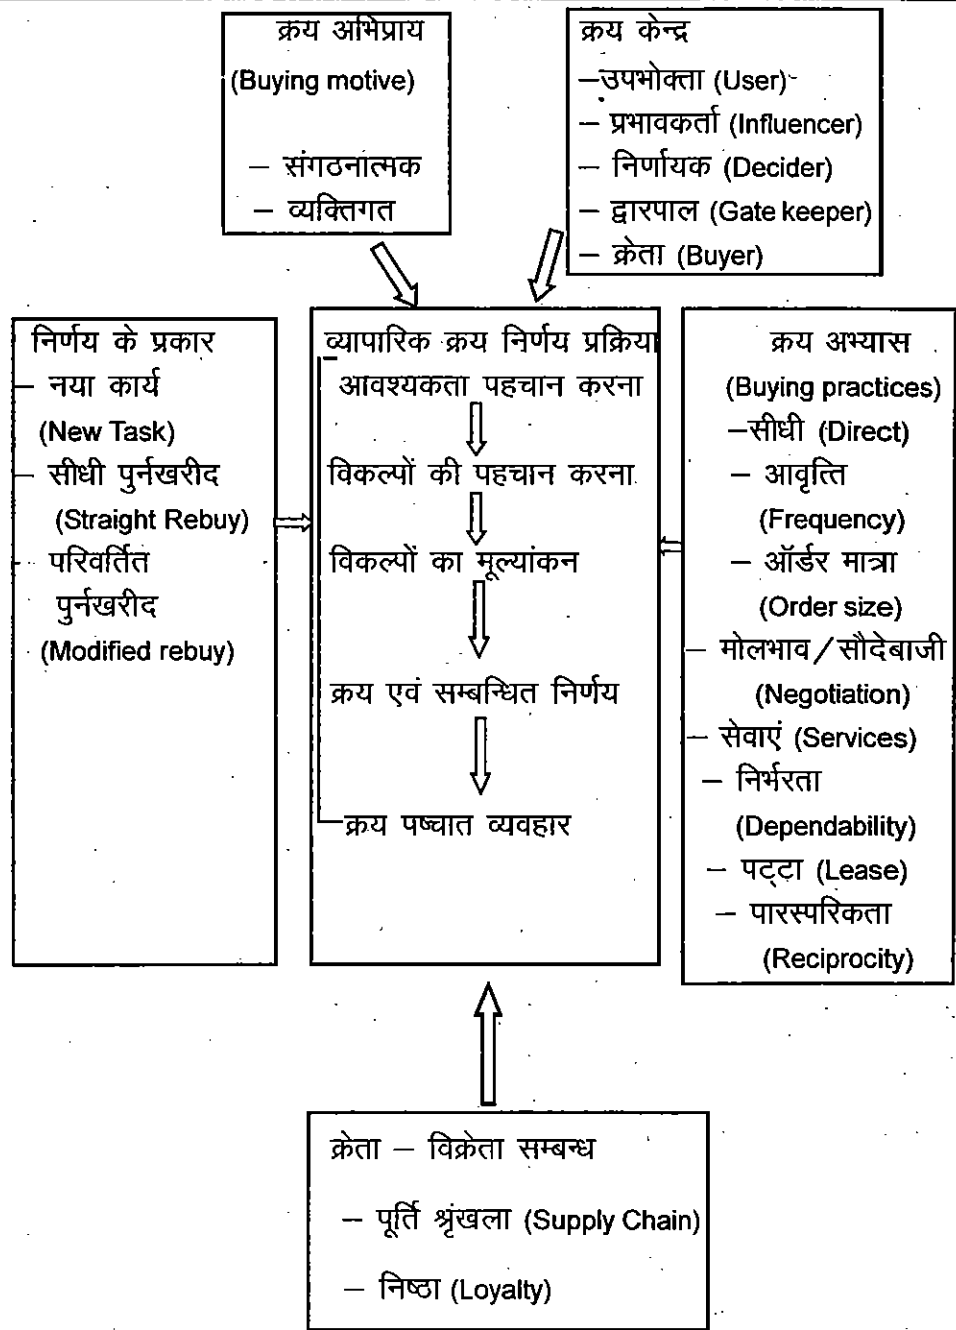 क्रय अभिप्राय
(Buying motive)
– संगठनात्मक
– व्यक्तिगत
क्रय केन्द्र
–उपभोक्ता (User)
– प्रभावकर्ता (Influencer)
– निर्णायक (Decider)
– द्वारपाल (Gate keeper)
– क्रेता (Buyer)
निर्णय के प्रकार
– नया कार्य
(New Task)
– सीधी पुर्नखरीद
(Straight Rebuy)
– परिवर्तित
पुर्नखरीद
(Modified rebuy)
व्यापारिक क्रय निर्णय प्रक्रिया
आवश्यकता पहचान करना
विकल्पों की पहचान करना
विकल्पों का मूल्यांकन
क्रय एवं सम्बन्धित निर्णय
क्रय पष्चात व्यवहार
क्रय अभ्यास
(Buying practices)
–सीधी (Direct)
– आवृत्ति
(Frequency)
– ऑर्डर मात्रा
(Order size)
– मोलभाव/सौदेबाजी
(Negotiation)
– सेवाएं (Services)
– निर्भरता
(Dependability)
– पट्टा (Lease)
– पारस्परिकता
(Reciprocity)
क्रेता – विक्रेता सम्बन्ध
– पूर्ति श्रृंखला (Supply Chain)
– निष्ठा (Loyalty)